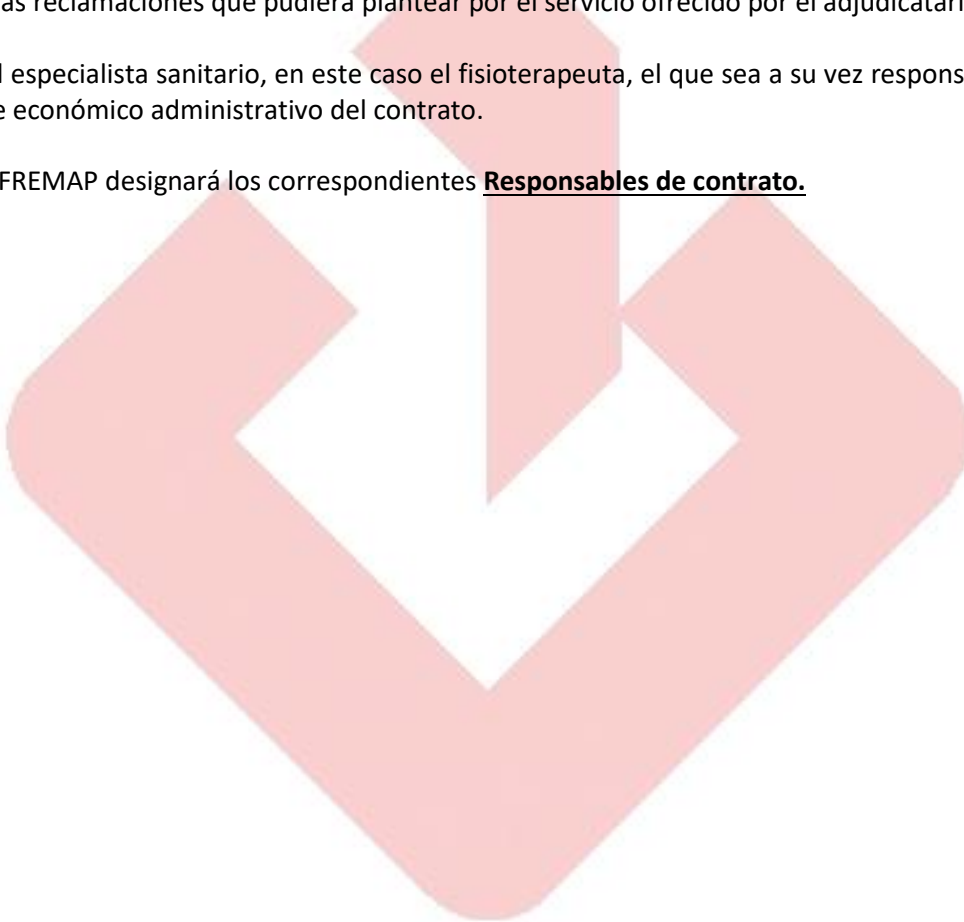 as reclamaciones que pudiera plantear por el servicio ofrecido por el adjudicatari
l especialista sanitario, en este caso el fisioterapeuta, el que sea a su vez respons
e económico administrativo del contrato.
FREMAP designará los correspondientes Responsables de contrato.